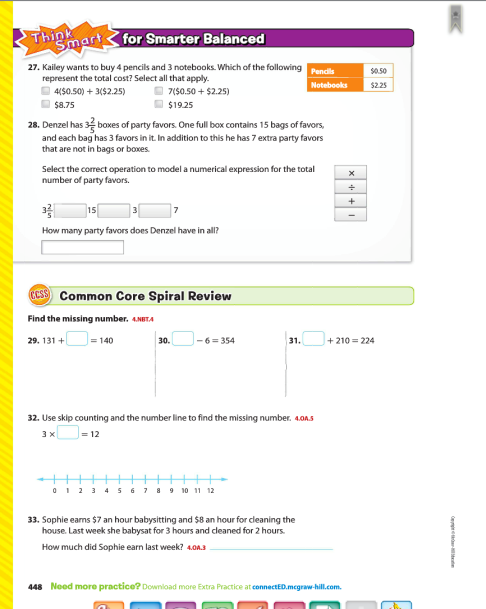 Think Smart for Smarter Balanced
27. Kailey wants to buy 4 pencils and 3 notebooks. Which of the following
represent the total cost? Select all that apply.
4($0.50) + 3($2.25) 7($0.50 + $2.25)
$8.75 $19.25
Pencils $0.50
Notebooks $2.25
28. Denzel has 3 2/5 boxes of party favors. One full box contains 15 bags of favors,
and each bag has 3 favors in it. In addition to this he has 7 extra party favors
that are not in bags or boxes.
Select the correct operation to model a numerical expression for the total
number of party favors.
×
÷
+
−
3 2/5 15 3 7
How many party favors does Denzel have in all?
CCSS Common Core Spiral Review
Find the missing number. 4.NBT.4
29. 131 + = 140 30. − 6 = 354 31. + 210 = 224
32. Use skip counting and the number line to find the missing number. 4.OA.5
3 × = 12
0 1 2 3 4 5 6 7 8 9 10 11 12
33. Sophie earns $7 an hour babysitting and $8 an hour for cleaning the
house. Last week she babysat for 3 hours and cleaned for 2 hours.
How much did Sophie earn last week? 4.OA.3
448 Need more practice? Download more Extra Practice at connectED.mcgraw-hill.com.